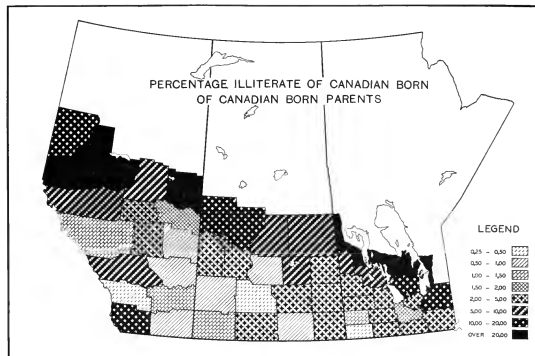 PERCENTAGE ILLITERATE OF CANADIAN BORN
OF CANADIAN BORN PARENTS
LEGEND
0,25 - 0,50
0,50 - 1,00
1,00 - 1,50
1,50 - 2,00
2,00 - 5,00
5,00 - 10,00
10,00 - 20,00
OVER 20,00